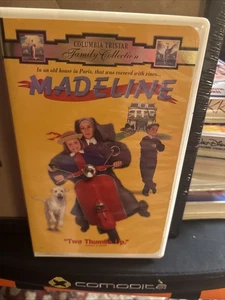 COLUMBIA TRISTAR
Family Collection
In an old house in Paris, that was covered with vines...
MADELINE
"Two Thumbs Up."
comodità